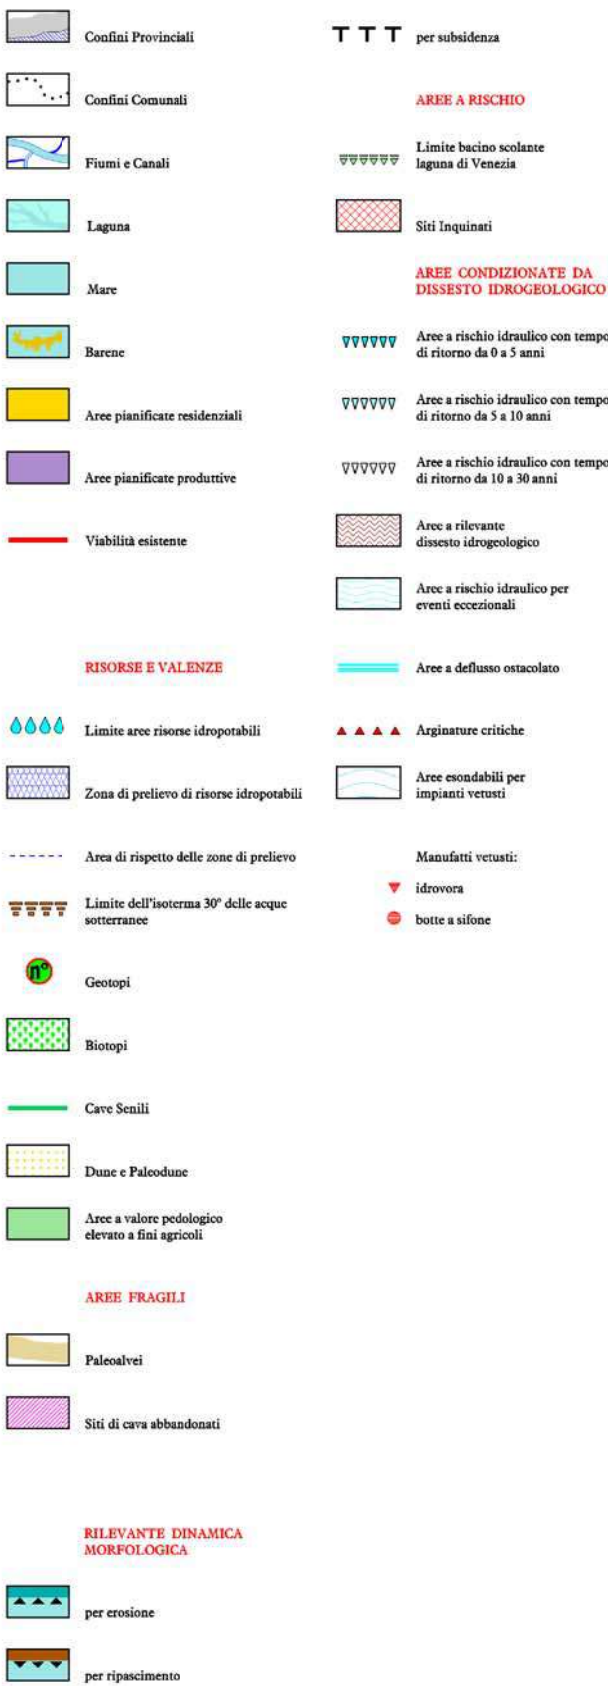 Confini Provinciali
Confini Comunali
Fiumi e Canali
Laguna
Mare
Barene
Aree pianificate residenziali
Aree pianificate produttive
Viabilità esistente
RISORSE E VALENZE
Limite aree risorse idropotabili
Zona di prelievo di risorse idropotabili
Area di rispetto delle zone di prelievo
Limite dell'isoterma 30° delle acque
sotterranee
n°
Geotopi
Biotopi
Cave Senili
Dune e Paleodune
Aree a valore pedologico
elevato a fini agricoli
AREE FRAGILI
Paleoalvei
Siti di cava abbandonati
RILEVANTE DINAMICA
MORFOLOGICA
per erosione
per ripascimento
per subsidenza
AREE A RISCHIO
Limite bacino scolante
laguna di Venezia
Siti Inquinati
AREE CONDIZIONATE DA
DISSESTO IDROGEOLOGICO
Aree a rischio idraulico con tempo
di ritorno da 0 a 5 anni
Aree a rischio idraulico con tempo
di ritorno da 5 a 10 anni
Aree a rischio idraulico con tempo
di ritorno da 10 a 30 anni
Aree a rilevante
dissesto idrogeologico
Aree a rischio idraulico per
eventi eccezionali
Aree a deflusso ostacolato
Arginature critiche
Aree esondabili per
impianti vetusti
Manufatti vetusti:
idrovora
botte a sifone